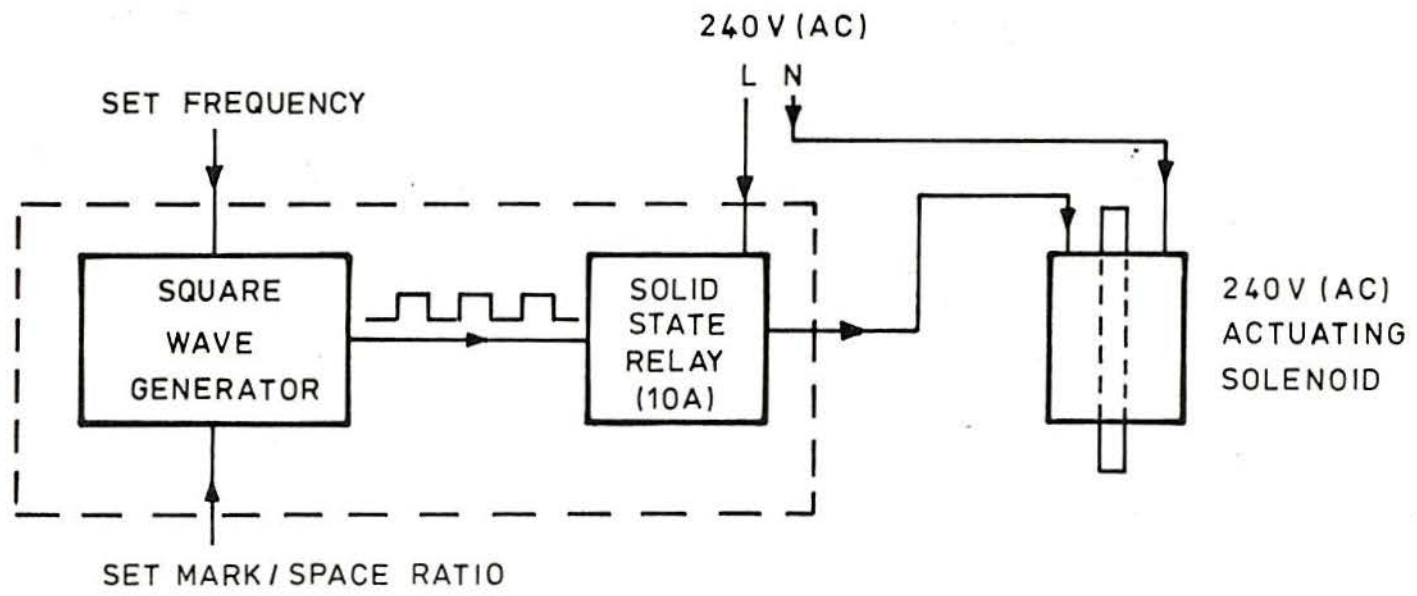 240V (AC)
L N
SET FREQUENCY
SQUARE
WAVE
GENERATOR
SOLID
STATE
RELAY
(10A)
240V (AC)
ACTUATING
SOLENOID
SET MARK / SPACE RATIO